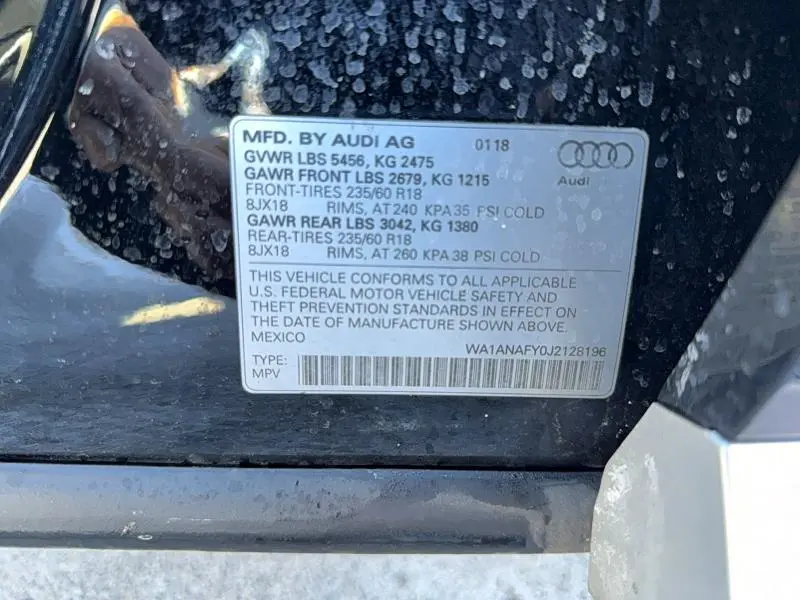 MFD. BY AUDI AG 0118
GVWR LBS 5456, KG 2475
GAWR FRONT LBS 2679, KG 1215
Audi
FRONT-TIRES 235/60 R18
8JX18 RIMS, AT 240 KPA 35 PSI COLD
GAWR REAR LBS 3042, KG 1380
REAR-TIRES 235/60 R18
8JX18 RIMS, AT 260 KPA 38 PSI COLD
THIS VEHICLE CONFORMS TO ALL APPLICABLE
U.S. FEDERAL MOTOR VEHICLE SAFETY AND
THEFT PREVENTION STANDARDS IN EFFECT ON
THE DATE OF MANUFACTURE SHOWN ABOVE.
MEXICO WA1ANAFY0J2128196
TYPE:
MPV